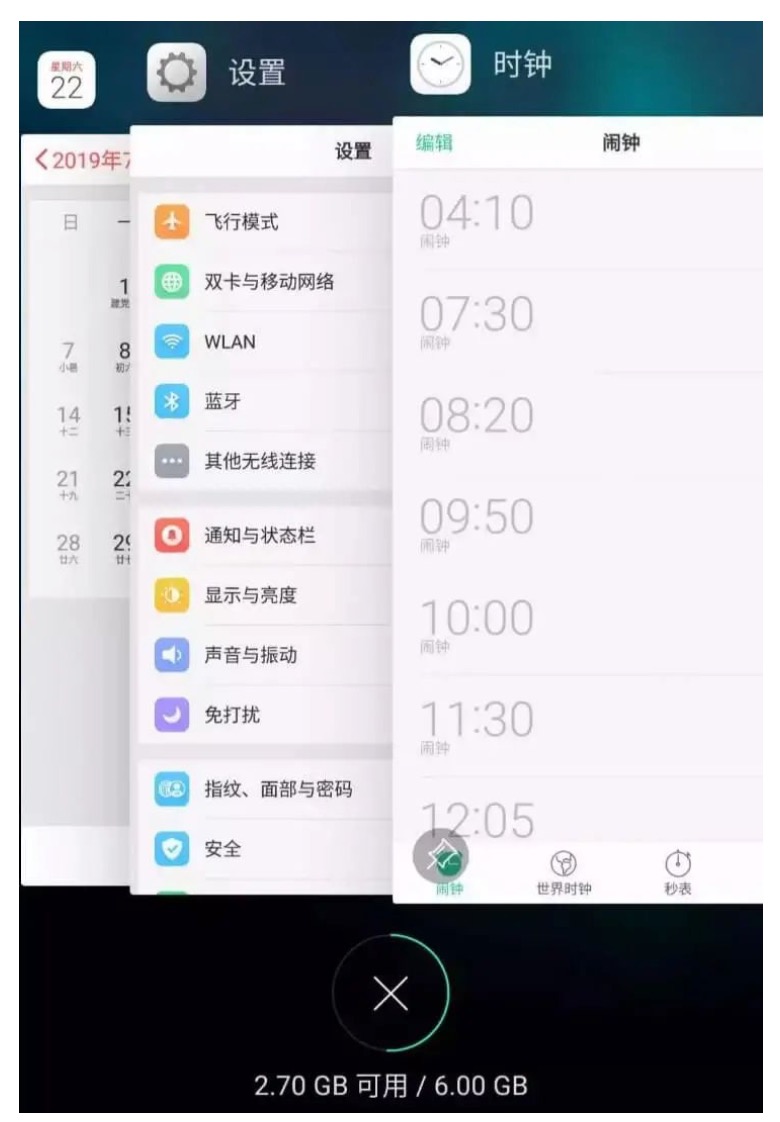 星期六
22
设置
时钟
2019年7
日 一
1
建党
7 8
小暑 初六
14 15
十二 十三
21 22
十九 二十
28 29
廿六 廿七
设置
飞行模式
双卡与移动网络
WLAN
蓝牙
其他无线连接
通知与状态栏
显示与亮度
声音与振动
免打扰
指纹、面部与密码
安全
编辑 闹钟
04:10
闹钟
07:30
闹钟
08:20
闹钟
09:50
闹钟
10:00
闹钟
11:30
闹钟
12:05
闹钟 世界时钟 秒表
2.70 GB 可用 / 6.00 GB